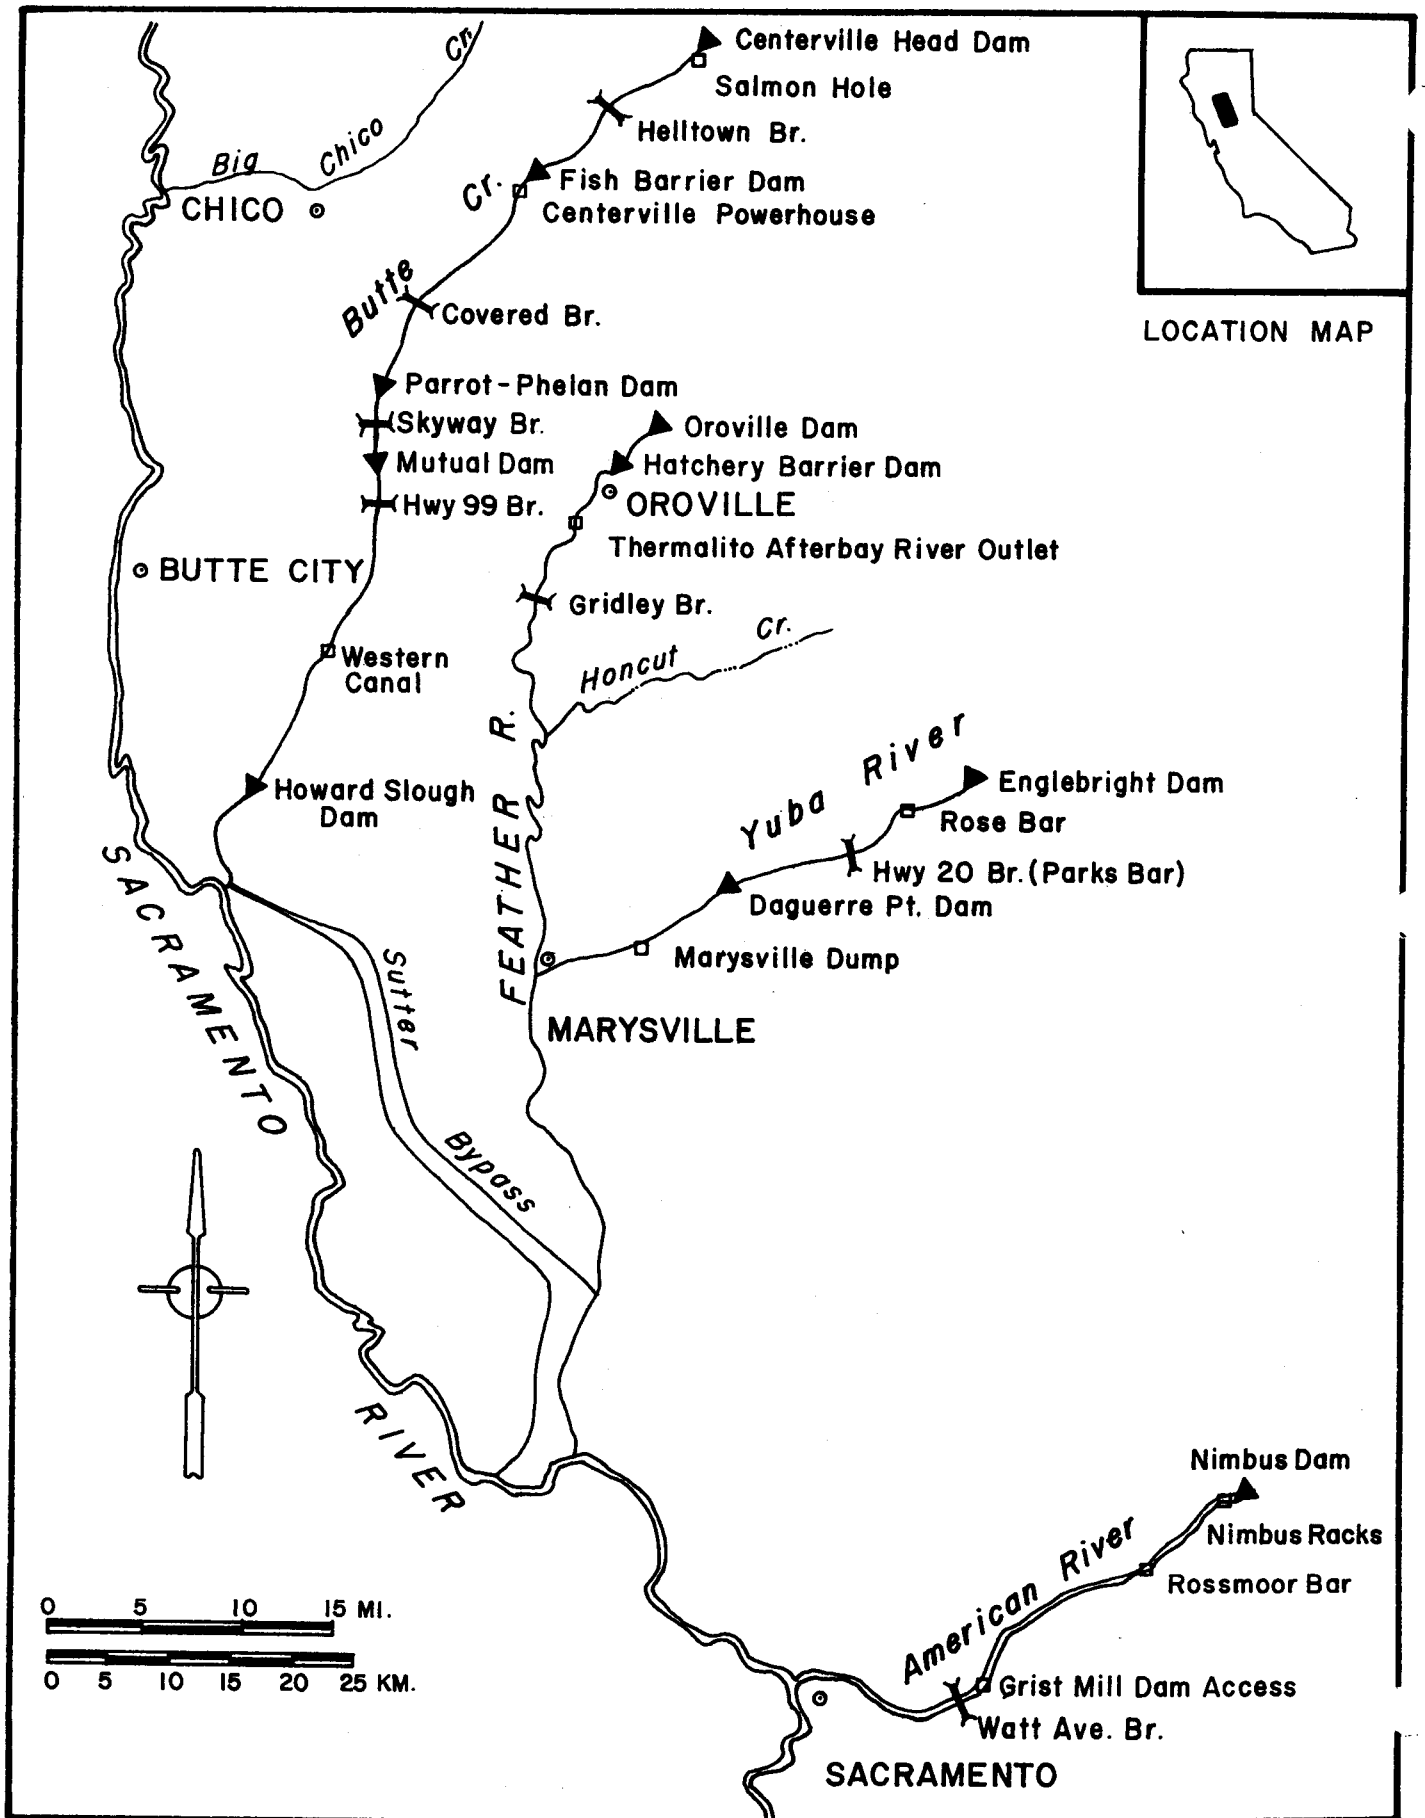 Centerville Head Dam
Salmon Hole
Helltown Br.
Big Chico Cr.
CHICO
Fish Barrier Dam
Centerville Powerhouse
Butte Cr.
Covered Br.
LOCATION MAP
Parrot-Phelan Dam
Skyway Br.
Mutual Dam
Hwy 99 Br.
Oroville Dam
Hatchery Barrier Dam
OROVILLE
Thermalito Afterbay River Outlet
BUTTE CITY
Gridley Br.
Honcut Cr.
Western
Canal
FEATHER R.
Howard Slough
Dam
Yuba River
Englebright Dam
Rose Bar
Hwy 20 Br. (Parks Bar)
Daguerre Pt. Dam
Marysville Dump
MARYSVILLE
SACRAMENTO RIVER
Sutter Bypass
Nimbus Dam
Nimbus Racks
Rossmoor Bar
American River
Grist Mill Dam Access
Watt Ave. Br.
SACRAMENTO
0 5 10 15 MI.
0 5 10 15 20 25 KM.